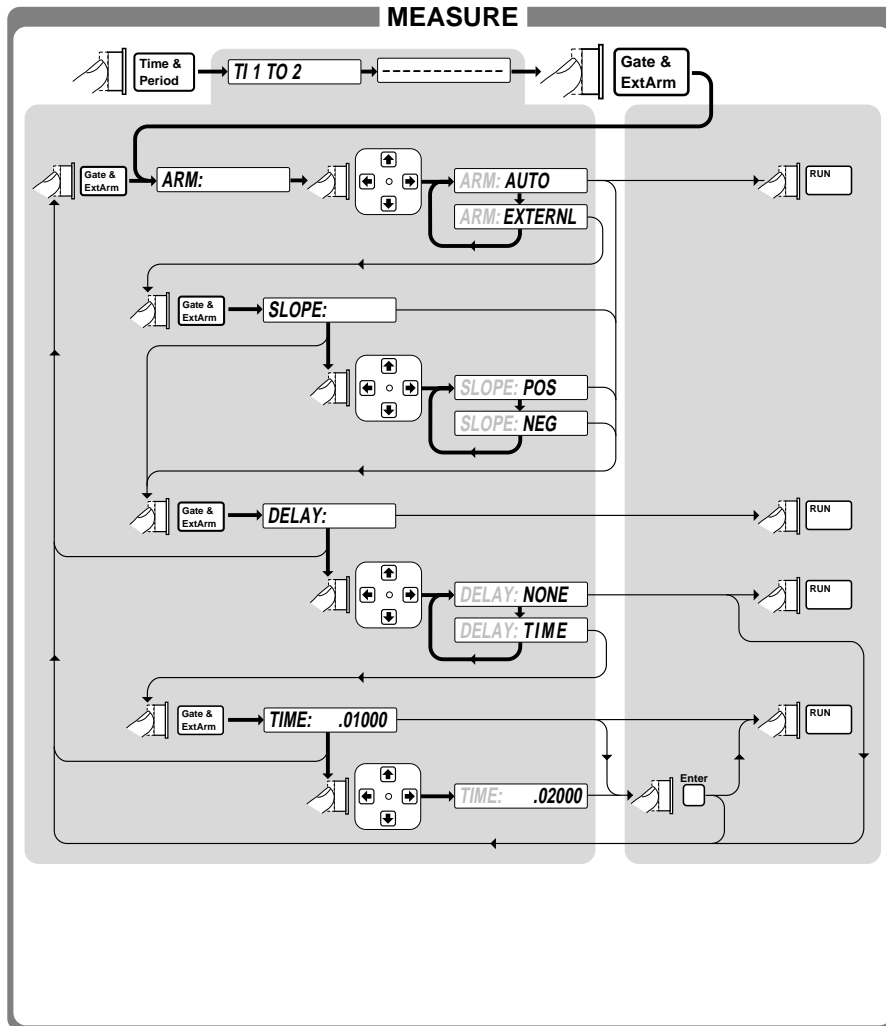 MEASURE
Time &
Period
TI 1 TO 2
-------------
Gate &
ExtArm
Gate &
ExtArm
ARM:
ARM: AUTO
ARM: EXTERNL
RUN
Gate &
ExtArm
SLOPE:
SLOPE: POS
SLOPE: NEG
Gate &
ExtArm
DELAY:
RUN
DELAY: NONE
DELAY: TIME
RUN
Gate &
ExtArm
TIME: .01000
RUN
TIME: .02000
Enter